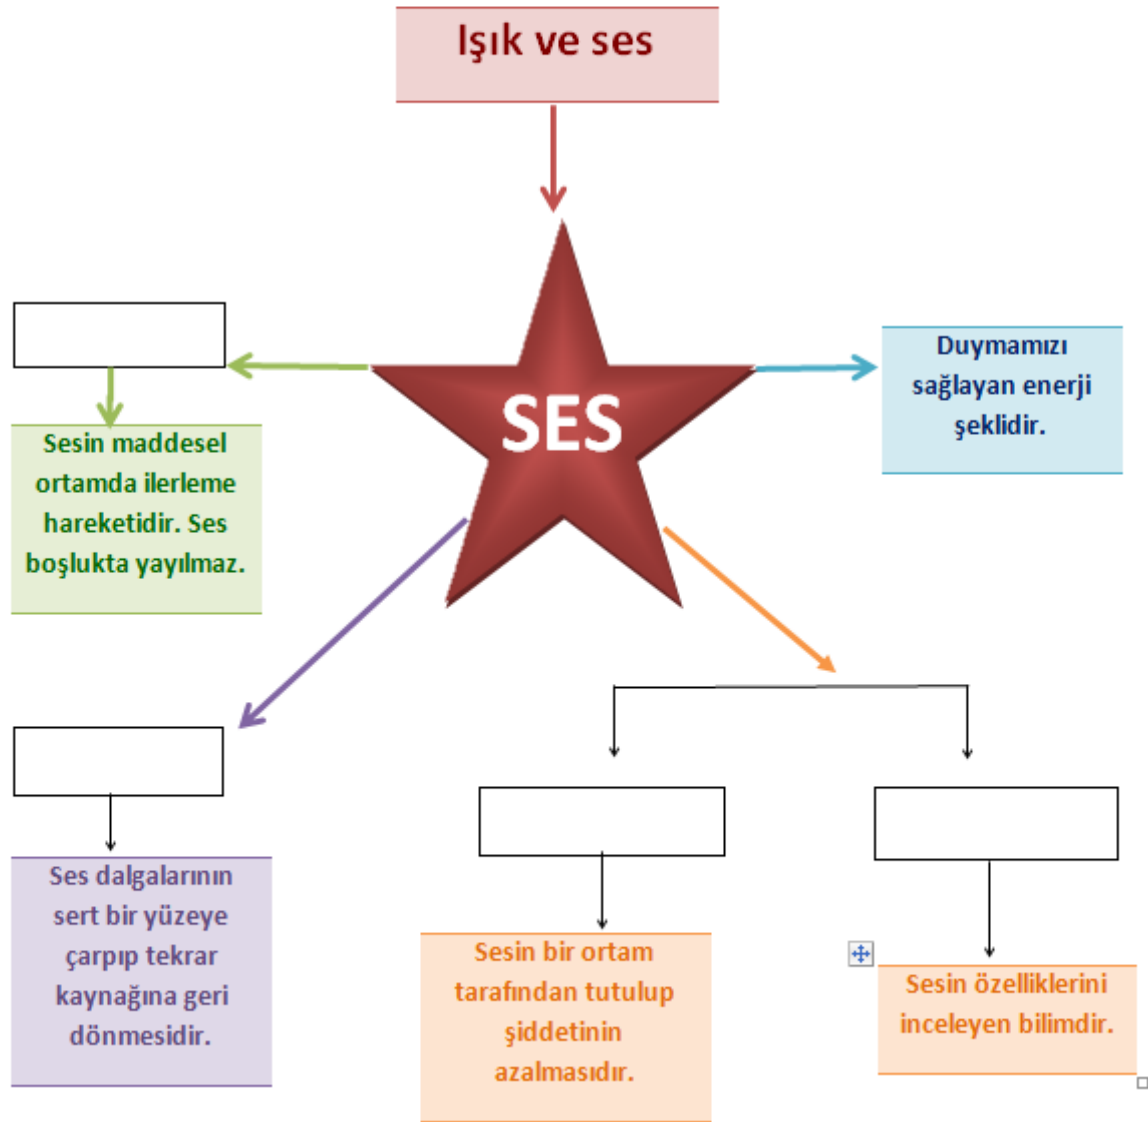 Işık ve ses
SES
Duymamızı
sağlayan enerji
şeklidir.
Sesin maddesel
ortamda ilerleme
hareketidir. Ses
boşlukta yayılmaz.
Ses dalgalarının
sert bir yüzeye
çarpıp tekrar
kaynağına geri
dönmesidir.
Sesin bir ortam
tarafından tutulup
şiddetinin
azalmasıdır.
Sesin özelliklerini
inceleyen bilimdir.